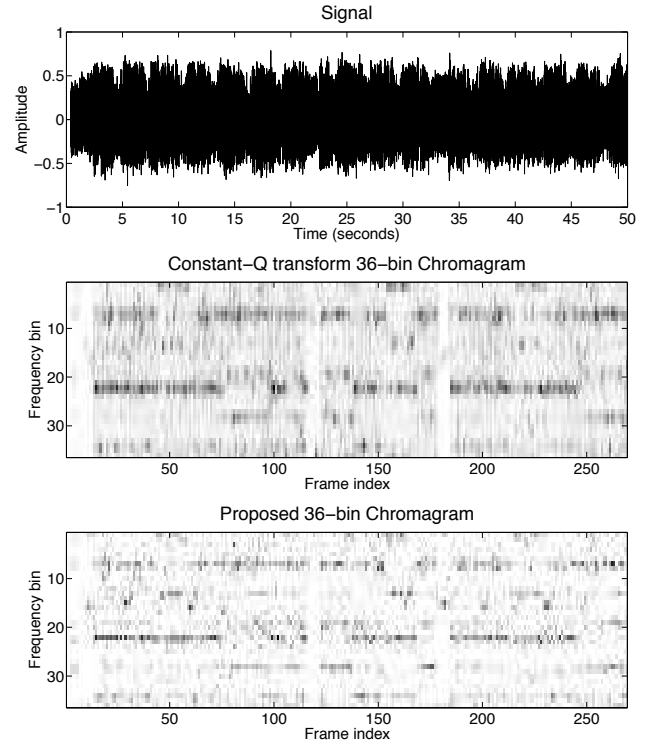 Signal
1
0.5
0
−0.5
−1
Amplitude
0 5 10 15 20 25 30 35 40 45 50
Time (seconds)
Constant−Q transform 36−bin Chromagram
10
20
30
Frequency bin
50 100 150 200 250
Frame index
Proposed 36−bin Chromagram
10
20
30
Frequency bin
50 100 150 200 250
Frame index